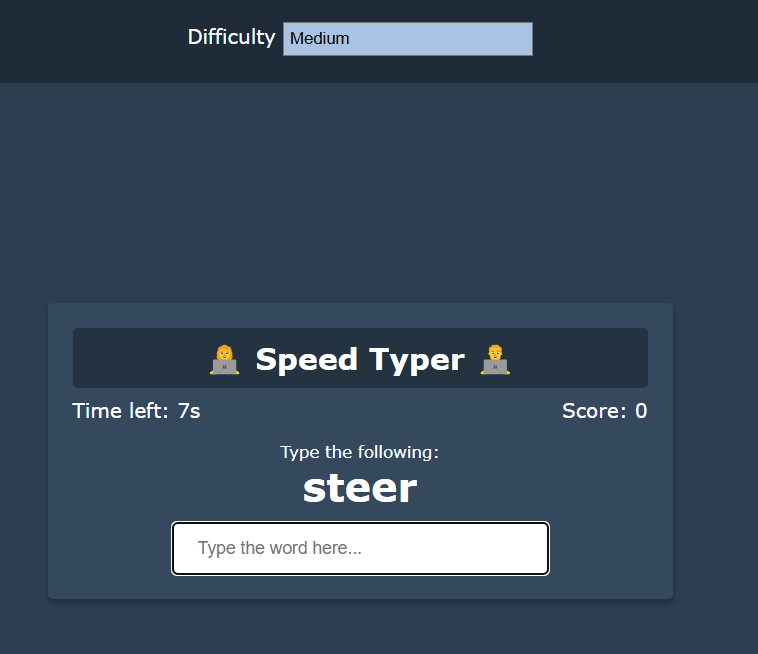 Difficulty Medium
👩‍💻 Speed Typer 👨‍💻
Time left: 7s Score: 0
Type the following:
steer
Type the word here...